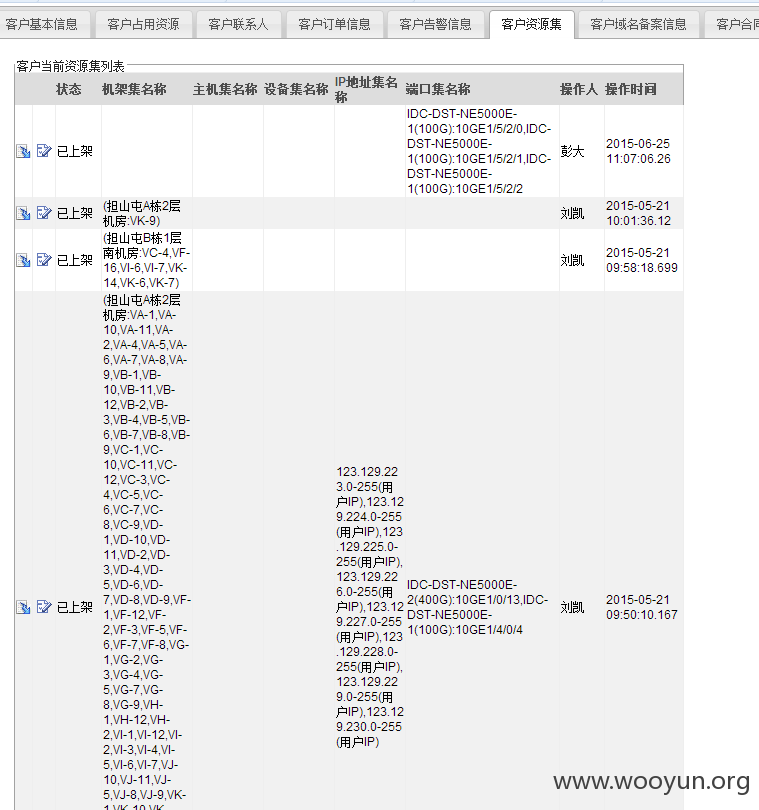 客户基本信息 客户占用资源 客户联系人 客户订单信息 客户告警信息 客户资源集 客户域名备案信息 客户合同
客户当前资源集列表
状态 机架集名称 主机集名称 设备集名称 IP地址集名称 端口集名称 操作人 操作时间
已上架
IDC-DST-NE5000E-
1(100G):10GE1/5/2/0,IDC-
DST-NE5000E-
1(100G):10GE1/5/2/1,IDC-
DST-NE5000E-
1(100G):10GE1/5/2/2
彭大
2015-06-25
11:07:06.26
已上架
(担山屯A栋2层
机房:VK-9)
刘凯
2015-05-21
10:01:36.12
已上架
(担山屯B栋1层
南机房:VC-4,VF-
16,VI-6,VI-7,VK-
14,VK-6,VK-7)
刘凯
2015-05-21
09:58:18.699
已上架
(担山屯A栋2层
机房:VA-1,VA-
10,VA-11,VA-
2,VA-4,VA-5,VA-
6,VA-7,VA-8,VA-
9,VB-1,VB-
10,VB-11,VB-
12,VB-2,VB-
3,VB-4,VB-5,VB-
6,VB-7,VB-8,VB-
9,VC-1,VC-
10,VC-11,VC-
12,VC-3,VC-
4,VC-5,VC-
6,VC-7,VC-
8,VC-9,VD-
1,VD-10,VD-
11,VD-2,VD-
3,VD-4,VD-
5,VD-6,VD-
7,VD-8,VD-9,VF-
1,VF-12,VF-
2,VF-3,VF-5,VF-
6,VF-7,VF-8,VG-
1,VG-2,VG-
3,VG-4,VG-
5,VG-7,VG-
8,VG-9,VH-
1,VH-12,VH-
2,VI-1,VI-12,VI-
2,VI-3,VI-4,VI-
5,VI-6,VI-7,VJ-
10,VJ-11,VJ-
5,VJ-8,VJ-9,VK-
1,VK-10,VK-
123.129.22
3.0-255(用
户IP),123.12
9.224.0-255
(用户IP),123
.129.225.0-
255(用户IP),
123.129.22
6.0-255(用
户IP),123.12
9.227.0-255
(用户IP),123
.129.228.0-
255(用户IP),
123.129.22
9.0-255(用
户IP),123.12
9.230.0-255
(用户IP)
IDC-DST-NE5000E-
2(400G):10GE1/0/13,IDC-
DST-NE5000E-
1(100G):10GE1/4/0/4
刘凯
2015-05-21
09:50:10.167
www.wooyun.org